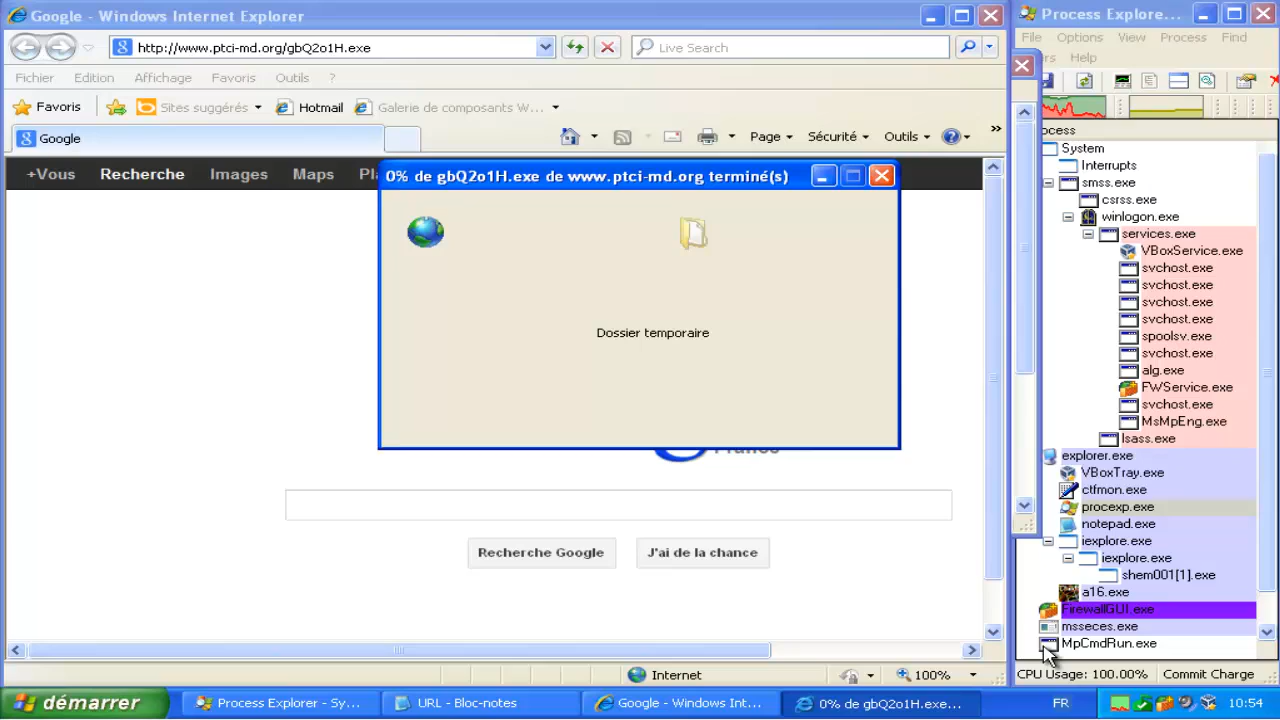 Google - Windows Internet Explorer
http://www.ptci-md.org/gbQ2o1H.exe
Live Search
Fichier Edition Affichage Favoris Outils ?
Favoris Sites suggérés Hotmail Galerie de composants W...
Google
Page Sécurité Outils »
+Vous Recherche Images Maps
0% de gbQ2o1H.exe de www.ptci-md.org terminé(s)
Dossier temporaire
Recherche Google J'ai de la chance
Internet 100%
Process Explore...
File Options View Process Find
Help
System
Interrupts
smss.exe
csrss.exe
winlogon.exe
services.exe
VBoxService.exe
svchost.exe
svchost.exe
svchost.exe
svchost.exe
spoolsv.exe
svchost.exe
alg.exe
FWService.exe
svchost.exe
MsMpEng.exe
lsass.exe
explorer.exe
VBoxTray.exe
ctfmon.exe
procexp.exe
notepad.exe
iexplore.exe
iexplore.exe
shem001[1].exe
a16.exe
FirewallGUI.exe
msseces.exe
MpCmdRun.exe
CPU Usage: 100.00% Commit Charge
démarrer Process Explorer - Sy... URL - Bloc-notes Google - Windows Int... 0% de gbQ2o1H.exe... FR 10:54